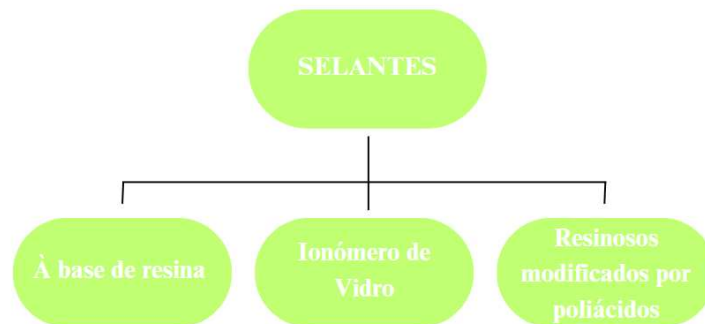 SELANTES
À base de resina
Ionómero de
Vidro
Resinosos
modificados por
poliácidos